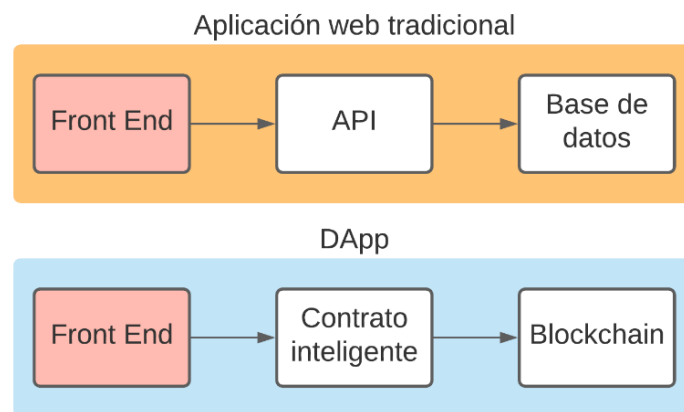 Aplicación web tradicional
Front End
API
Base de
datos
DApp
Front End
Contrato
inteligente
Blockchain